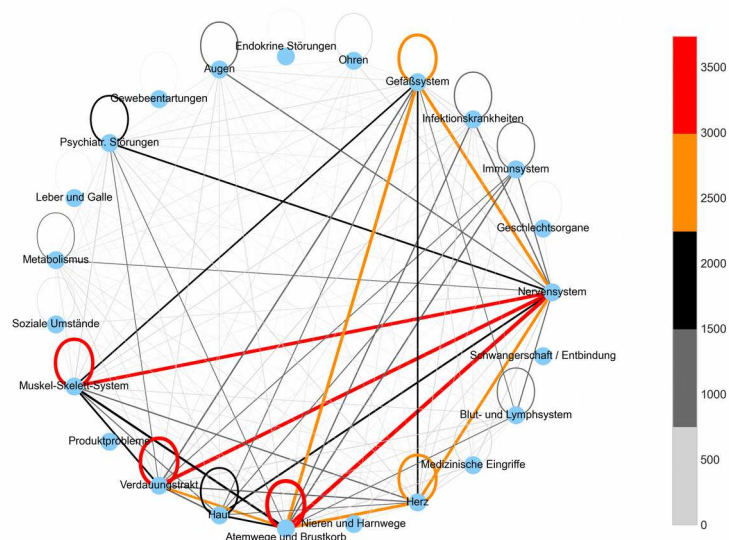 Endokrine Störungen
Augen
Ohren
Gefäßsystem
Gewebeentartungen
Infektionskrankheiten
Psychiatr. Störungen
Immunsystem
Leber und Galle
Geschlechtsorgane
Metabolismus
Nervensystem
Soziale Umstände
Schwangerschaft / Entbindung
Muskel-Skelett-System
Blut- und Lymphsystem
Produktprobleme
Medizinische Eingriffe
Verdauungstrakt
Herz
Haut
Nieren und Harnwege
Atemwege und Brustkorb
3500
3000
2500
2000
1500
1000
500
0